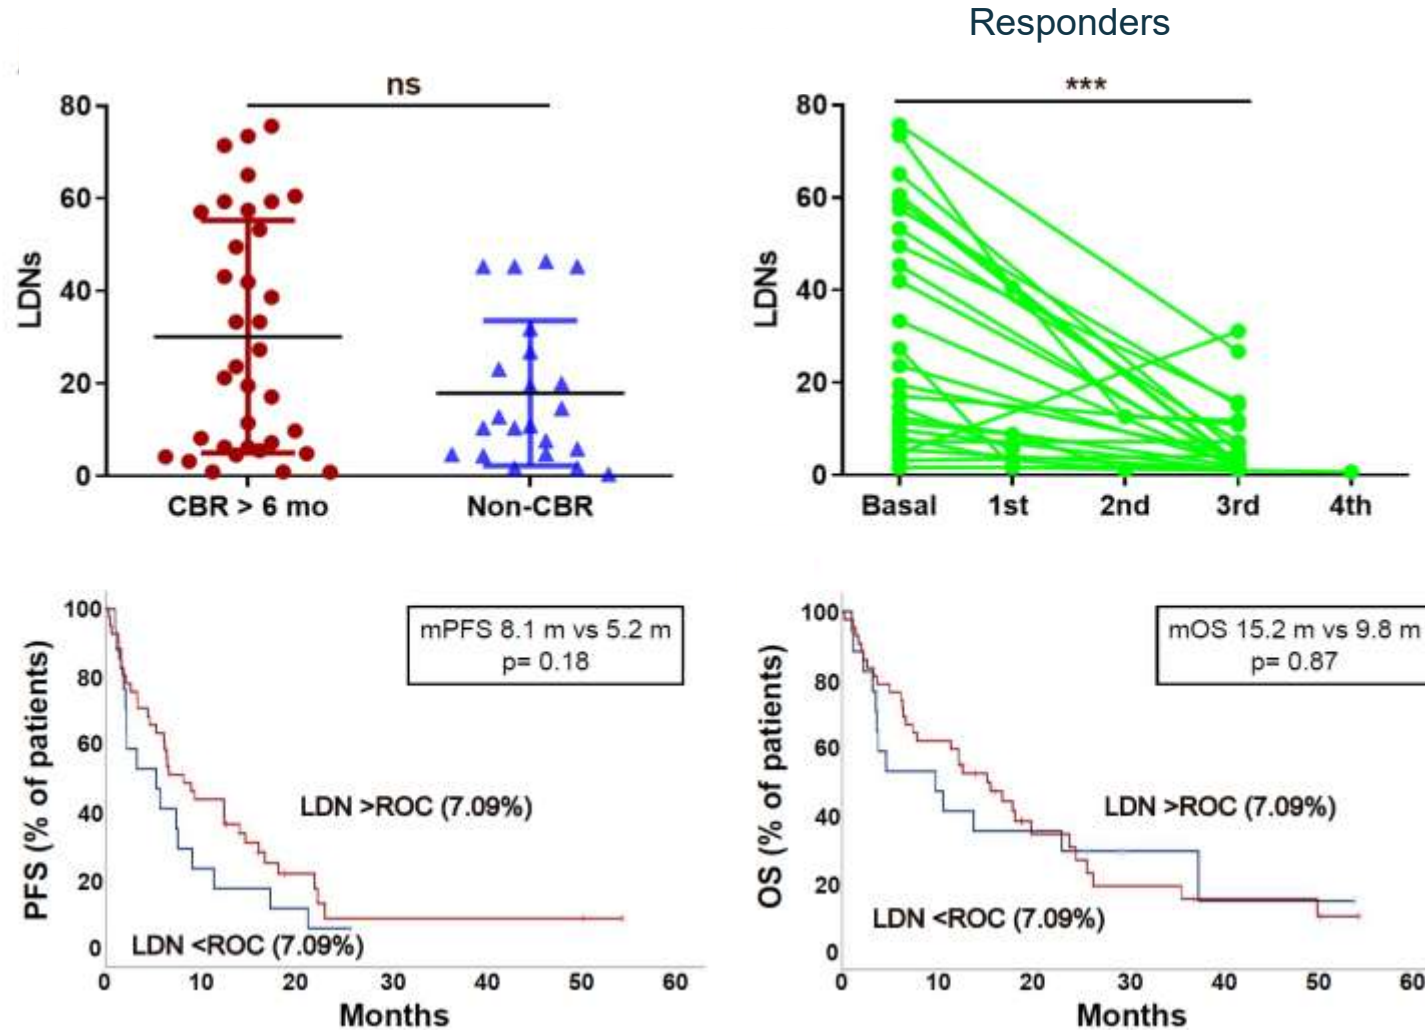 Responders
ns
80
60
40
20
0
LDNs
CBR > 6 mo
Non-CBR
***
80
60
40
20
0
LDNs
Basal
1st
2nd
3rd
4th
100
80
60
40
20
0
PFS (% of patients)
mPFS 8.1 m vs 5.2 m
p= 0.18
LDN >ROC (7.09%)
LDN <ROC (7.09%)
0
10
20
30
40
50
60
Months
100
80
60
40
20
0
OS (% of patients)
mOS 15.2 m vs 9.8 m
p= 0.87
LDN >ROC (7.09%)
LDN <ROC (7.09%)
0
10
20
30
40
50
60
Months